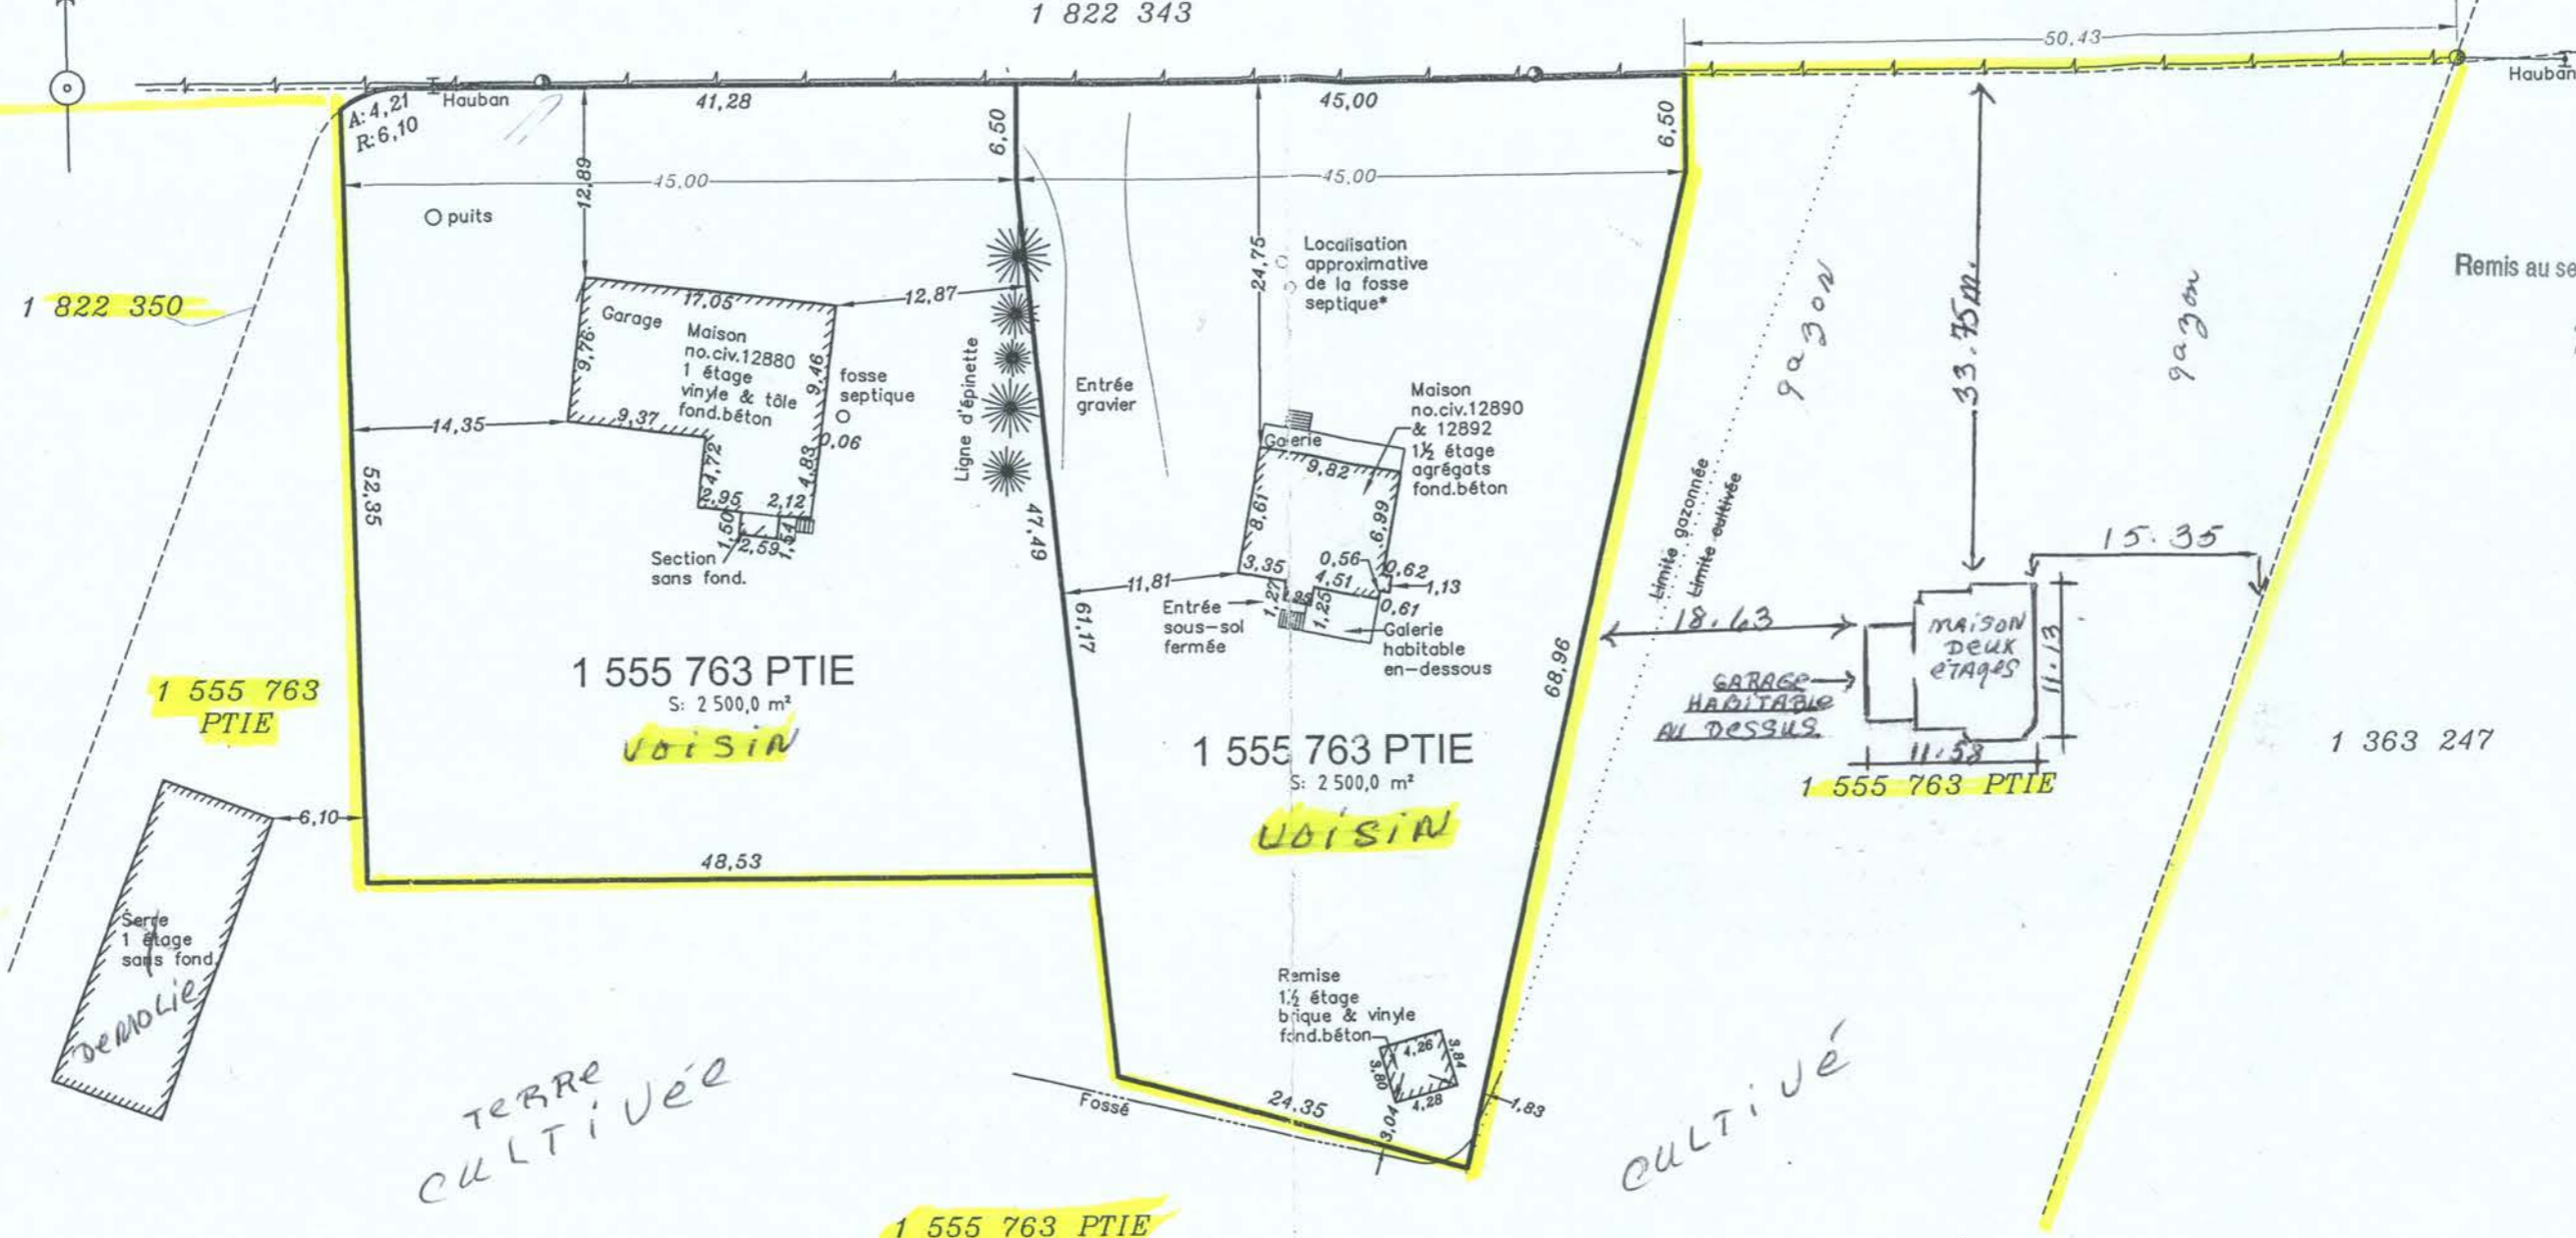 1 822 343
50,43
Hauban
A: 4,21
R: 6,10
Hauban
41,28
6,50
45,00
6,50
12,89
45,00
45,00
puits
1 822 350
17,05
12,87
Garage
Maison
no.civ.12880
1 étage
vinyle & tôle
fond.béton
9,76
9,46
fosse
septique
0,06
9,37
14,35
4,72
4,83
2,95
2,12
1,50
2,59
1,54
Section
sans fond.
52,35
Ligne d'épinette
47,49
61,17
Entrée
gravier
24,75
Localisation
approximative
de la fosse
septique*
Maison
no.civ.12890
& 12892
1½ étage
agrégats
fond.béton
Galerie
9,82
8,61
6,99
3,35
0,56
0,62
4,51
1,13
11,81
1,27
1,25
0,61
Entrée
sous-sol
fermée
Galerie
habitable
en-dessous
68,96
Limite gazonnée
Limite cultivée
gazon
33.75m.
gazon
Remis au se
15.35
18.63
MAISON
DEUX
ETAGES
11.13
GARAGE
HABITABLE
AU DESSUS.
11.58
1 555 763 PTIE
1 363 247
1 555 763
PTIE
1 555 763 PTIE
S: 2 500,0 m²
VOISIN
1 555 763 PTIE
S: 2 500,0 m²
VOISIN
6,10
48,53
Serre
1 étage
sans fond.
DEMOLIE
TERRE
CULTIVÉE
Remise
1½ étage
brique & vinyle
fond.béton
4,26
3,84
3,80
4,28
3,04
1,83
Fossé
24,35
CULTIVÉ
1 555 763 PTIE